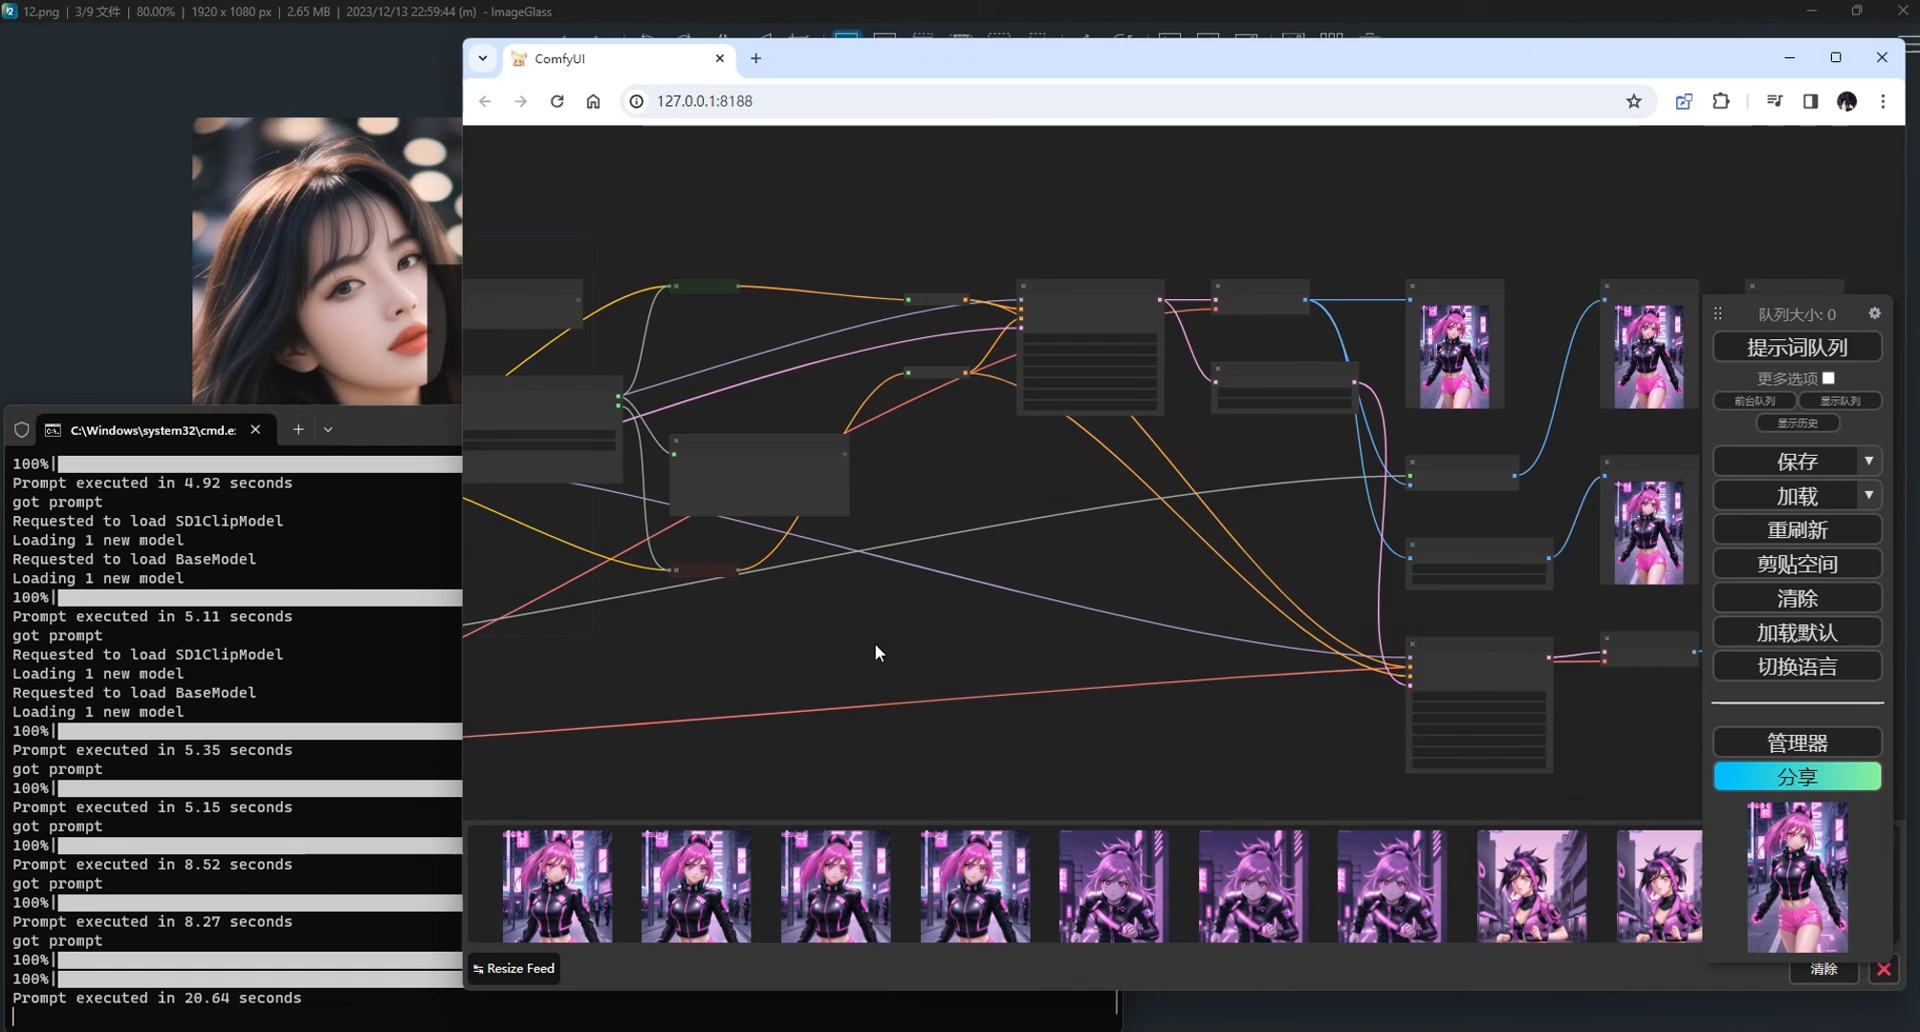 12.png | 3/9 文件 | 80.00% | 1920 x 1080 px | 2.65 MB | 2023/12/13 22:59:44 (m) - ImageGlass
ComfyUI
127.0.0.1:8188
C:\Windows\system32\cmd.e:
100%|
Prompt executed in 4.92 seconds
got prompt
Requested to load SD1ClipModel
Loading 1 new model
Requested to load BaseModel
Loading 1 new model
100%|
Prompt executed in 5.11 seconds
got prompt
Requested to load SD1ClipModel
Loading 1 new model
Requested to load BaseModel
Loading 1 new model
100%|
Prompt executed in 5.35 seconds
got prompt
100%|
Prompt executed in 5.15 seconds
got prompt
100%|
Prompt executed in 8.52 seconds
got prompt
100%|
Prompt executed in 8.27 seconds
got prompt
100%|
100%|
Prompt executed in 20.64 seconds
队列大小: 0
提示词队列
更多选项
前台队列 显示队列
显示历史
保存
加载
重刷新
剪贴空间
清除
加载默认
切换语言
管理器
分享
Resize Feed
清除